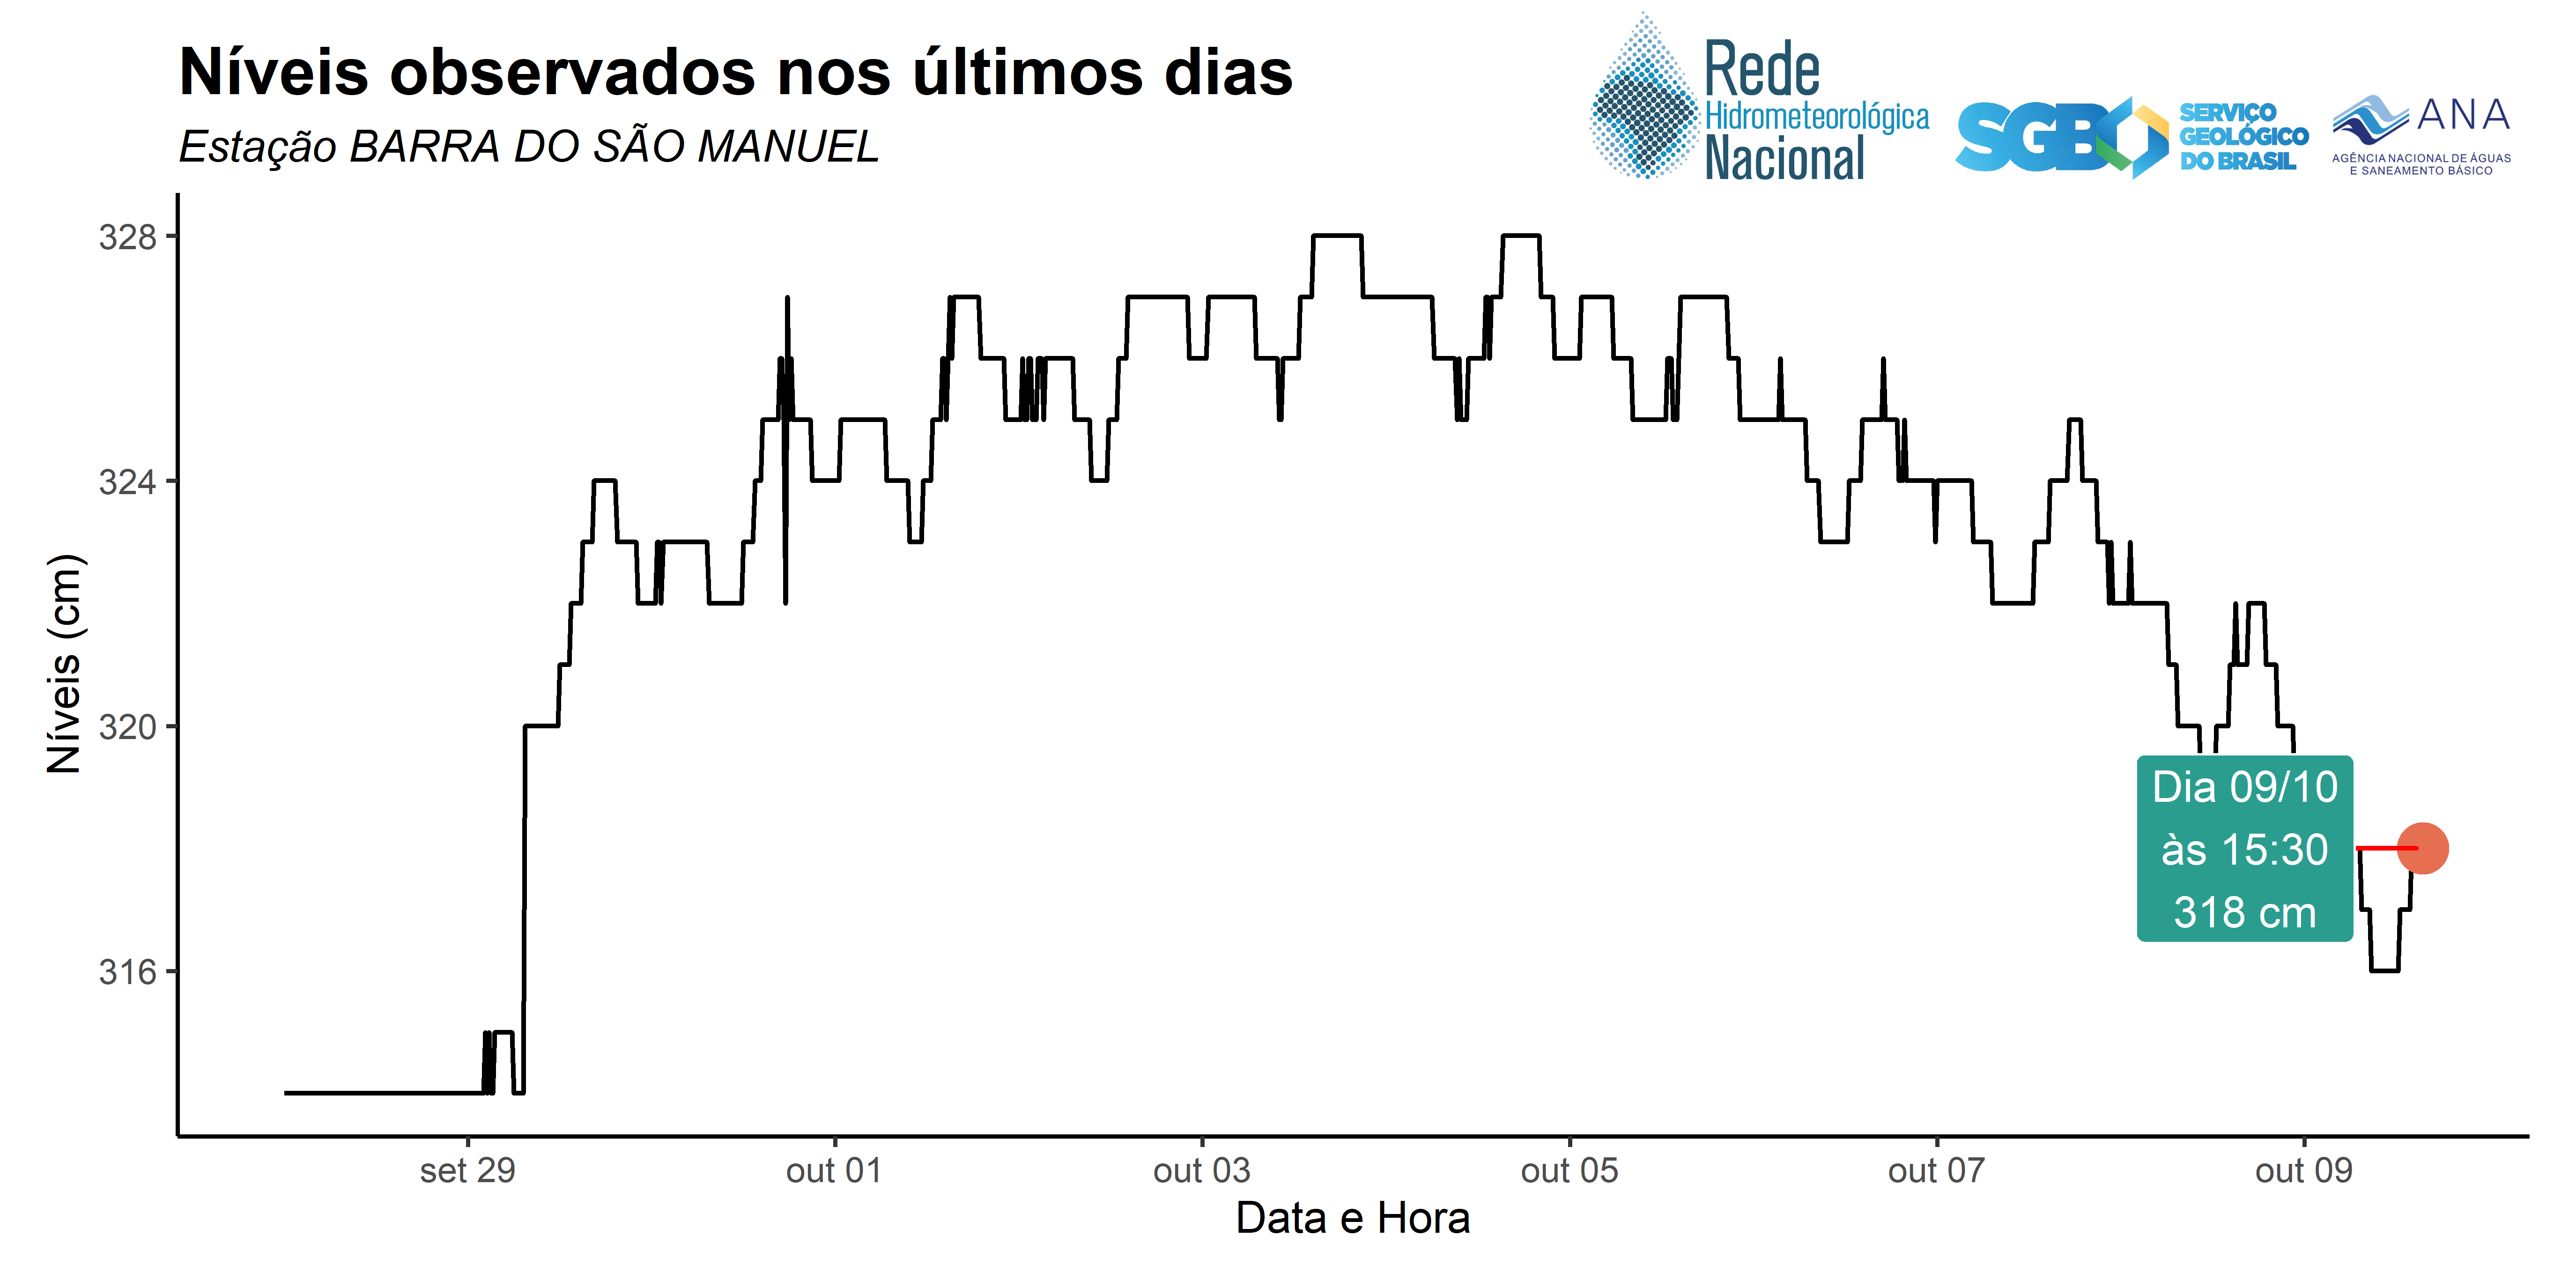 Níveis observados nos últimos dias
Estação BARRA DO SÃO MANUEL
Rede
Hidrometeorológica
Nacional
SGB
SERVIÇO
GEOLÓGICO
DO BRASIL
ANA
AGÊNCIA NACIONAL DE ÁGUAS
E SANEAMENTO BÁSICO
Níveis (cm)
328
324
320
316
Dia 09/10
às 15:30
318 cm
set 29
out 01
out 03
out 05
out 07
out 09
Data e Hora